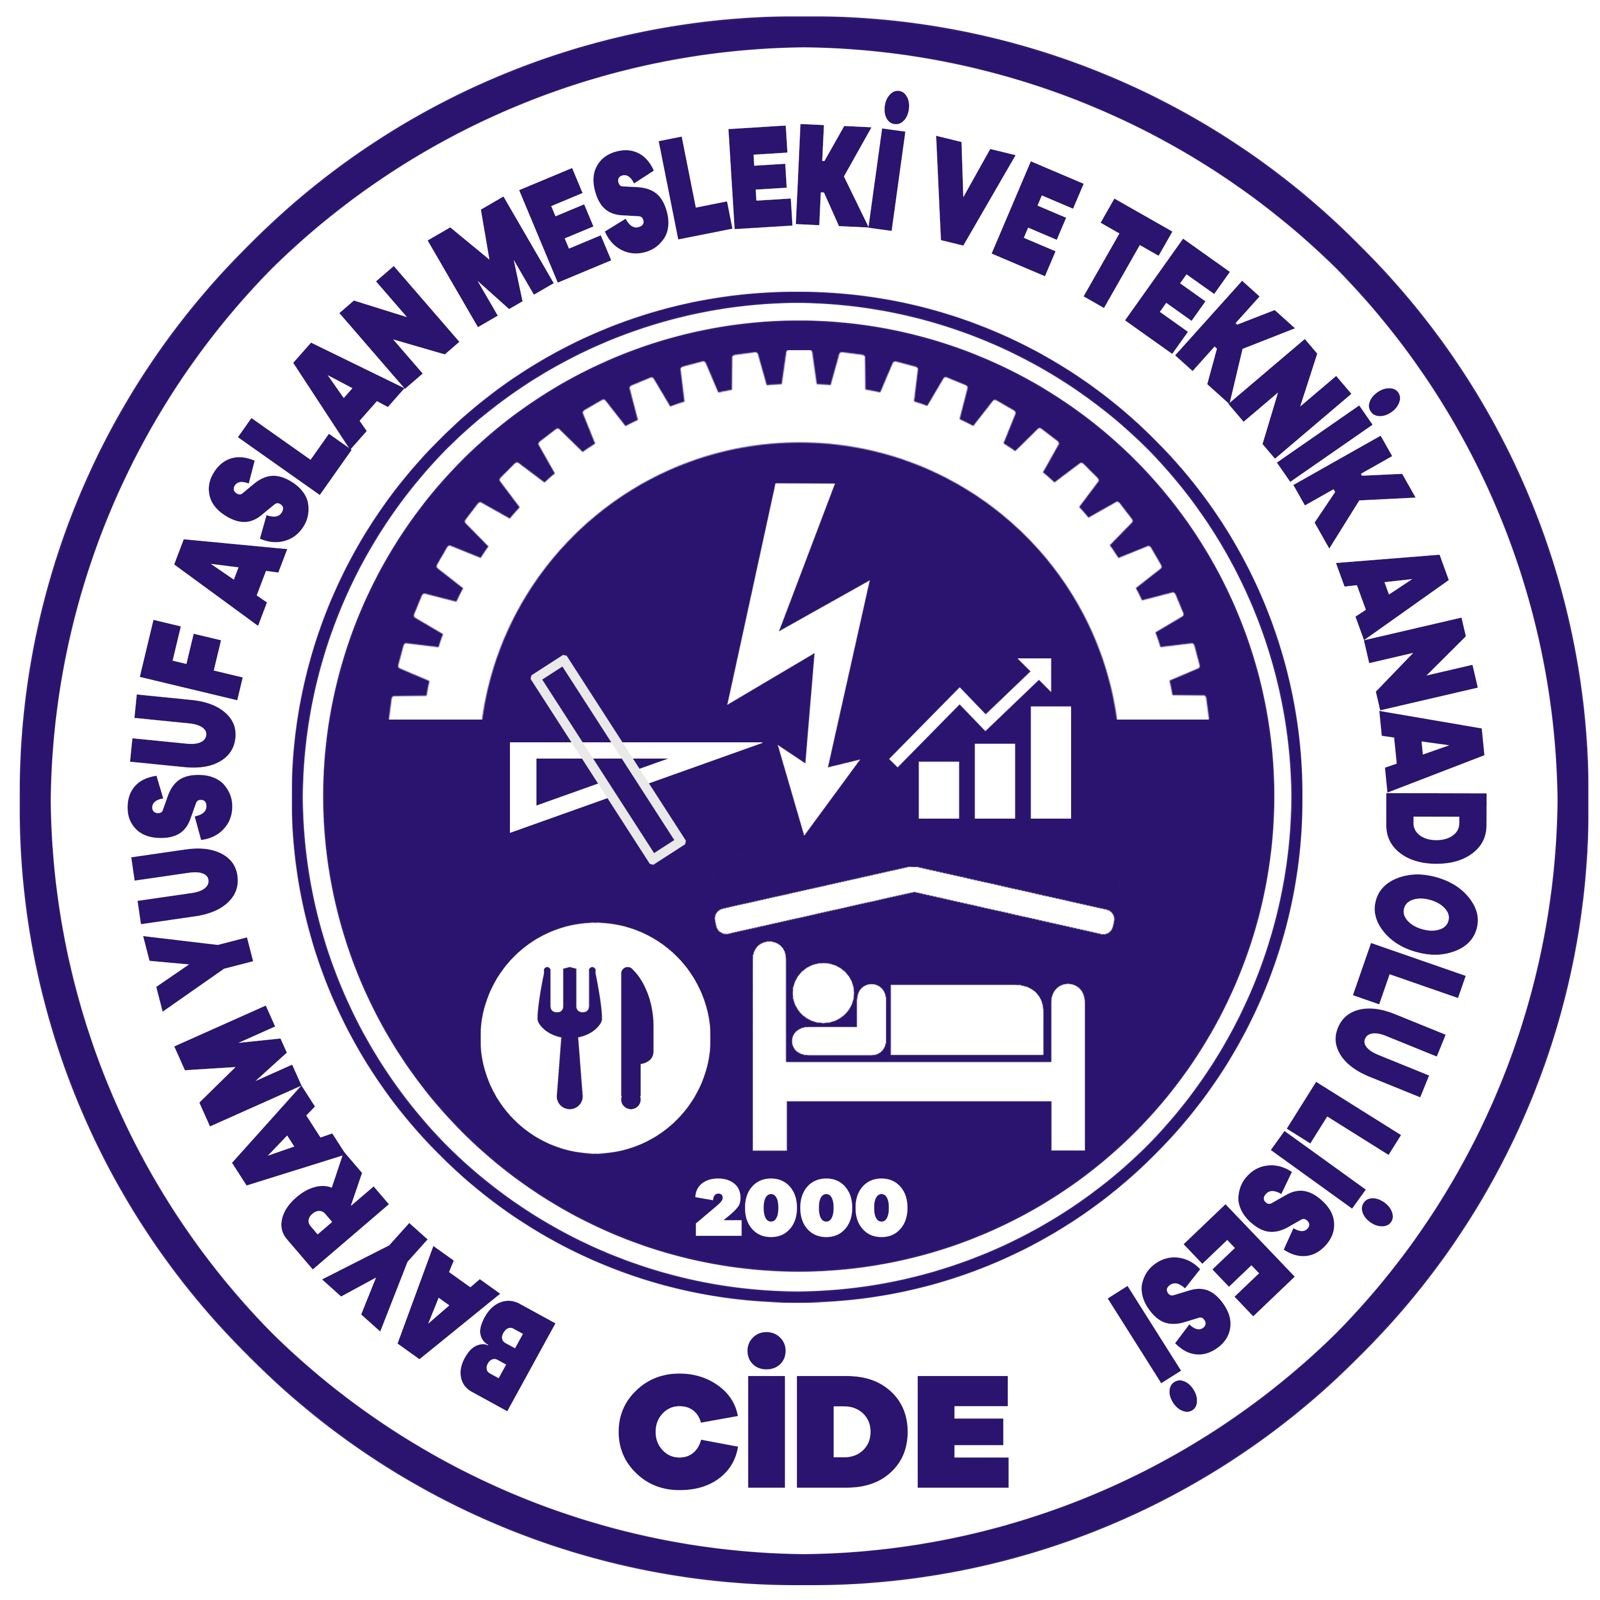 BAYRAM YUSUF ASLAN MESLEKİ VE TEKNİK ANADOLU LİSESİ
2000
CİDE